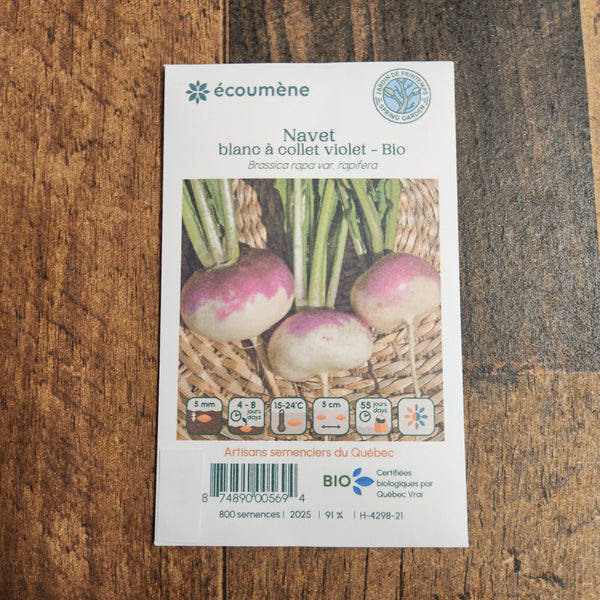 écoumène
JARDIN DE PRINTEMPS
SPRING GARDEN
Navet
blanc à collet violet - Bio
Brassica rapa var. rapifera
5 mm
4 - 8
jours
days
15-24°C
5 cm
55 jours
days
Artisans semenciers du Québec
8 74890 00569 4
BIO
Certifiées
biologiques par
Québec Vrai
800 semences | 2025 | 91 % | H-4298-21